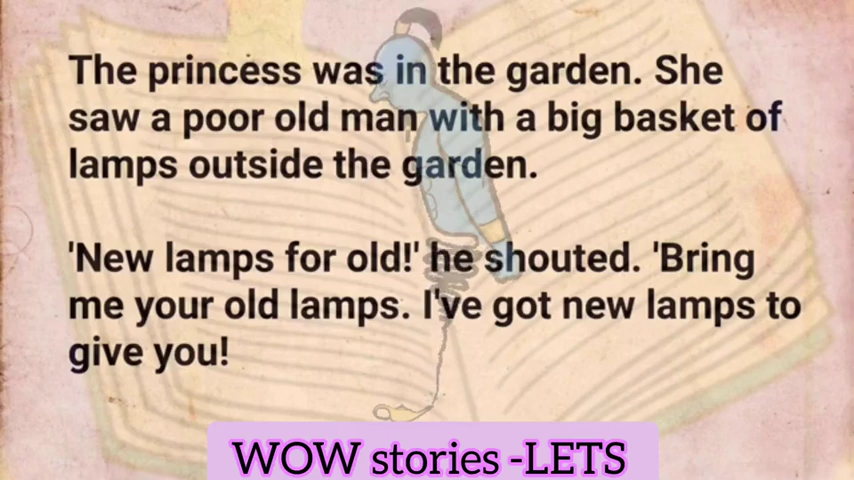 The princess was in the garden. She
saw a poor old man with a big basket of
lamps outside the garden.
'New lamps for old!' he shouted. 'Bring
me your old lamps. I've got new lamps to
give you!
WOW stories -LETS